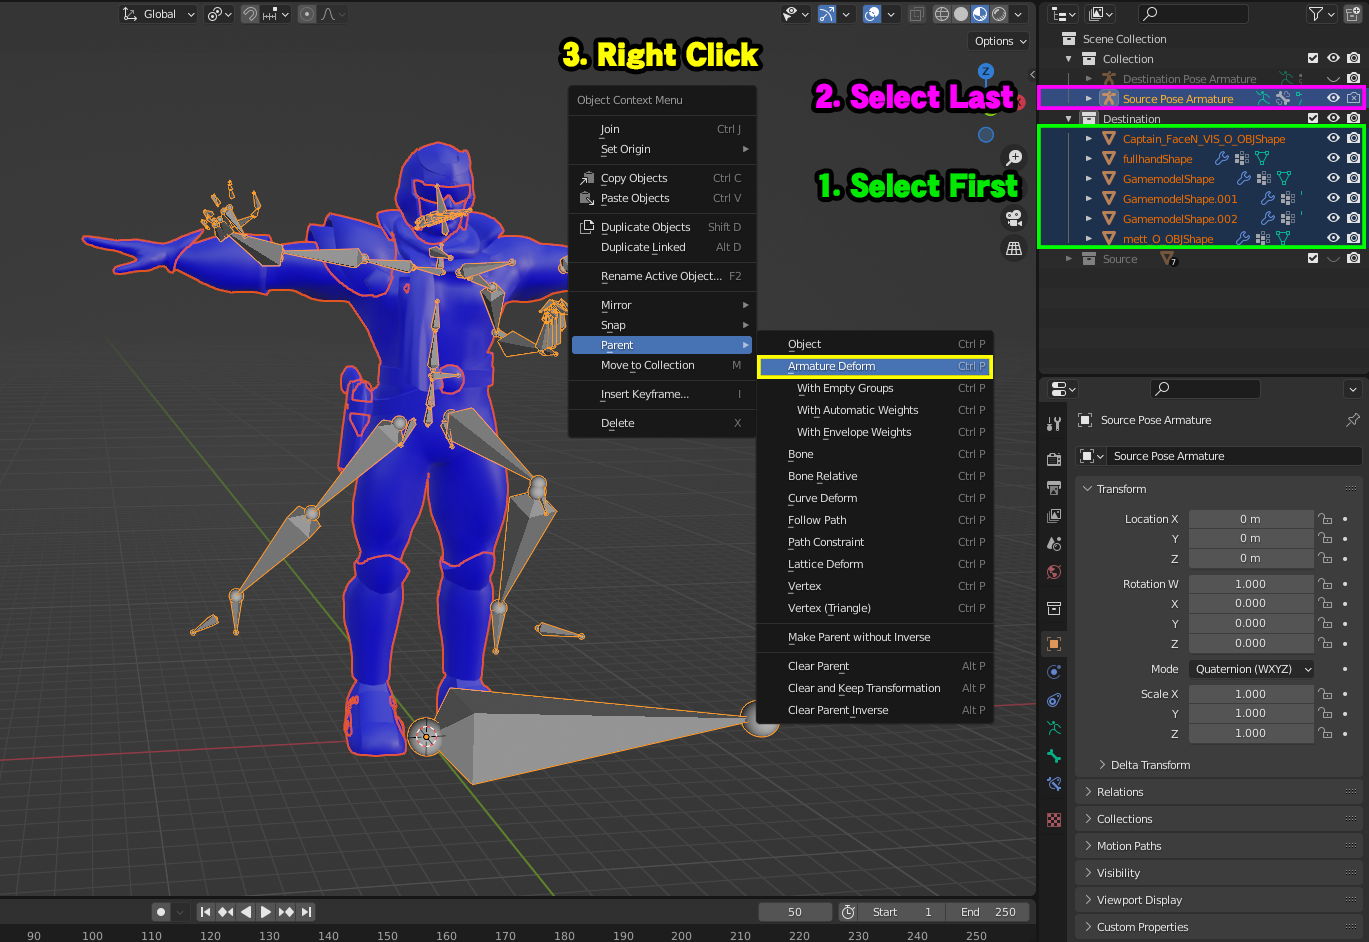 Global
Options
3. Right Click
2. Select Last
1. Select First
Z
Object Context Menu
Join Ctrl J
Set Origin
Copy Objects Ctrl C
Paste Objects Ctrl V
Duplicate Objects Shift D
Duplicate Linked Alt D
Rename Active Object... F2
Mirror
Snap
Parent
Move to Collection M
Insert Keyframe... I
Delete X
Object Ctrl P
Armature Deform Ctrl P
With Empty Groups Ctrl P
With Automatic Weights Ctrl P
With Envelope Weights Ctrl P
Bone Ctrl P
Bone Relative Ctrl P
Curve Deform Ctrl P
Follow Path Ctrl P
Path Constraint Ctrl P
Lattice Deform Ctrl P
Vertex Ctrl P
Vertex (Triangle) Ctrl P
Make Parent without Inverse
Clear Parent Alt P
Clear and Keep Transformation Alt P
Clear Parent Inverse Alt P
Scene Collection
Collection
Destination Pose Armature
Source Pose Armature
Destination
Captain_FaceN_VIS_O_OBJShape
fullhandShape
GamemodelShape
GamemodelShape.001
GamemodelShape.002
mett_O_OBJShape
Source 7
Source Pose Armature
Source Pose Armature
Transform
Location X 0 m
Y 0 m
Z 0 m
Rotation W 1.000
X 0.000
Y 0.000
Z 0.000
Mode Quaternion (WXYZ)
Scale X 1.000
Y 1.000
Z 1.000
Delta Transform
Relations
Collections
Motion Paths
Visibility
Viewport Display
Custom Properties
50 Start 1 End 250
90 100 110 120 130 140 150 160 170 180 190 200 210 220 230 240 250